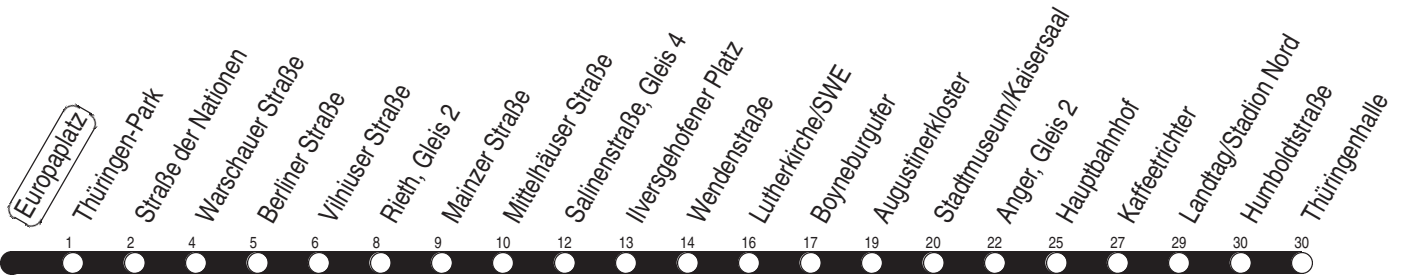 Europaplatz
Thüringen-Park
Straße der Nationen
Warschauer Straße
Berliner Straße
Vilniuser Straße
Rieth, Gleis 2
Mainzer Straße
Mittelhäuser Straße
Salinenstraße, Gleis 4
Ilversgehofener Platz
Wendenstraße
Lutherkirche/SWE
Boyneburgufer
Augustinerkloster
Stadtmuseum/Kaisersaal
Anger, Gleis 2
Hauptbahnhof
Kaffeetrichter
Landtag/Stadion Nord
Humboldtstraße
Thüringenhalle
1 2 4 5 6 8 9 10 12 13 14 16 17 19 20 22 25 27 29 30 30